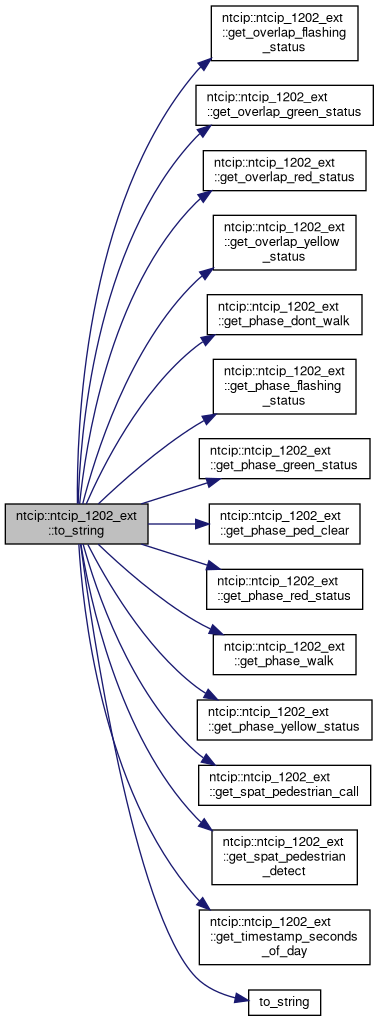 ntcip::ntcip_1202_ext
::get_overlap_flashing
_status
ntcip::ntcip_1202_ext
::get_overlap_green_status
ntcip::ntcip_1202_ext
::get_overlap_red_status
ntcip::ntcip_1202_ext
::get_overlap_yellow
_status
ntcip::ntcip_1202_ext
::get_phase_dont_walk
ntcip::ntcip_1202_ext
::get_phase_flashing
_status
ntcip::ntcip_1202_ext
::get_phase_green_status
ntcip::ntcip_1202_ext
::to_string
ntcip::ntcip_1202_ext
::get_phase_ped_clear
ntcip::ntcip_1202_ext
::get_phase_red_status
ntcip::ntcip_1202_ext
::get_phase_walk
ntcip::ntcip_1202_ext
::get_phase_yellow_status
ntcip::ntcip_1202_ext
::get_spat_pedestrian_call
ntcip::ntcip_1202_ext
::get_spat_pedestrian
_detect
ntcip::ntcip_1202_ext
::get_timestamp_seconds
_of_day
to_string